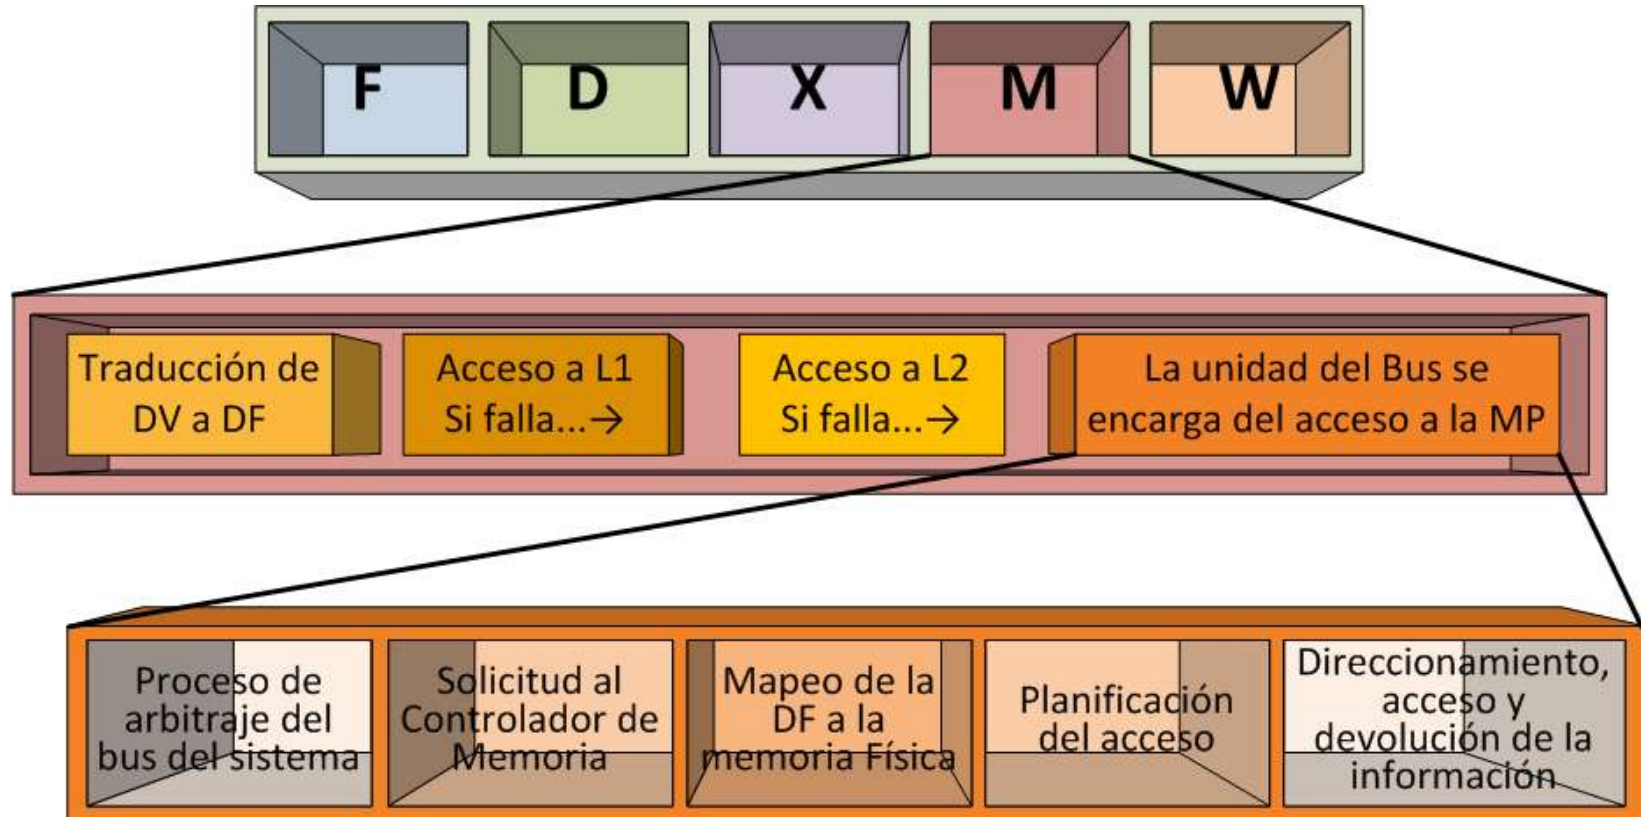 F
D
X
M
W
Traducción de
DV a DF
Acceso a L1
Si falla...→
Acceso a L2
Si falla...→
La unidad del Bus se
encarga del acceso a la MP
Proceso de
arbitraje del
bus del sistema
Solicitud al
Controlador de
Memoria
Mapeo de la
DF a la
memoria Física
Planificación
del acceso
Direccionamiento,
acceso y
devolución de la
información